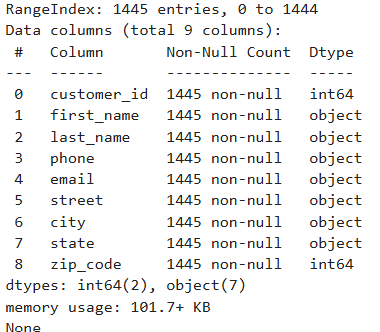 RangeIndex: 1445 entries, 0 to 1444
Data columns (total 9 columns):
 #   Column       Non-Null Count  Dtype
---  ------       --------------  -----
 0   customer_id  1445 non-null   int64
 1   first_name   1445 non-null   object
 2   last_name    1445 non-null   object
 3   phone        1445 non-null   object
 4   email        1445 non-null   object
 5   street       1445 non-null   object
 6   city         1445 non-null   object
 7   state        1445 non-null   object
 8   zip_code     1445 non-null   int64
dtypes: int64(2), object(7)
memory usage: 101.7+ KB
None